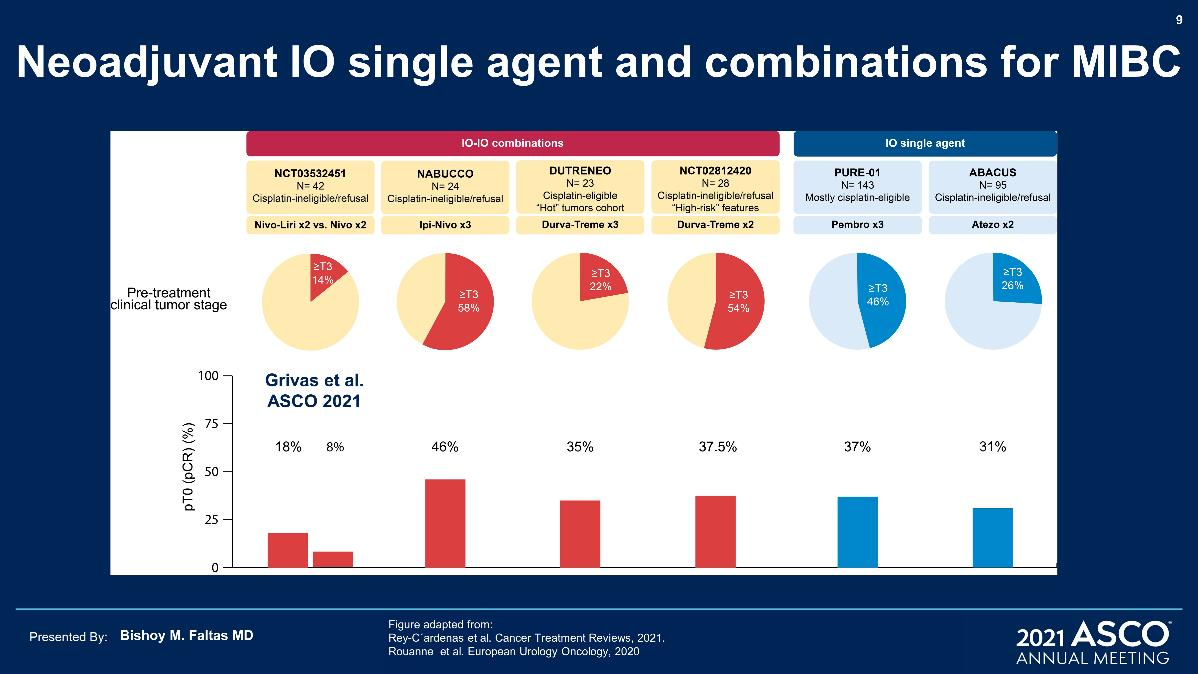 9
Neoadjuvant IO single agent and combinations for MIBC
IO-IO combinations
IO single agent
NCT03532451
N= 42
Cisplatin-ineligible/refusal
NABUCCO
N= 24
Cisplatin-ineligible/refusal
DUTRENEO
N= 23
Cisplatin-eligible
“Hot” tumors cohort
NCT02812420
N= 28
Cisplatin-ineligible/refusal
“High-risk” features
PURE-01
N= 143
Mostly cisplatin-eligible
ABACUS
N= 95
Cisplatin-ineligible/refusal
Nivo-Liri x2 vs. Nivo x2
Ipi-Nivo x3
Durva-Treme x3
Durva-Treme x2
Pembro x3
Atezo x2
Pre-treatment
clinical tumor stage
≥T3
14%
≥T3
58%
≥T3
22%
≥T3
54%
≥T3
46%
≥T3
26%
Grivas et al.
ASCO 2021
pT0 (pCR) (%)
100
75
50
25
0
18%
8%
46%
35%
37.5%
37%
31%
Presented By: Bishoy M. Faltas MD
Figure adapted from:
Rey-C´ardenas et al. Cancer Treatment Reviews, 2021.
Rouanne et al. European Urology Oncology, 2020
2021 ASCO
ANNUAL MEETING